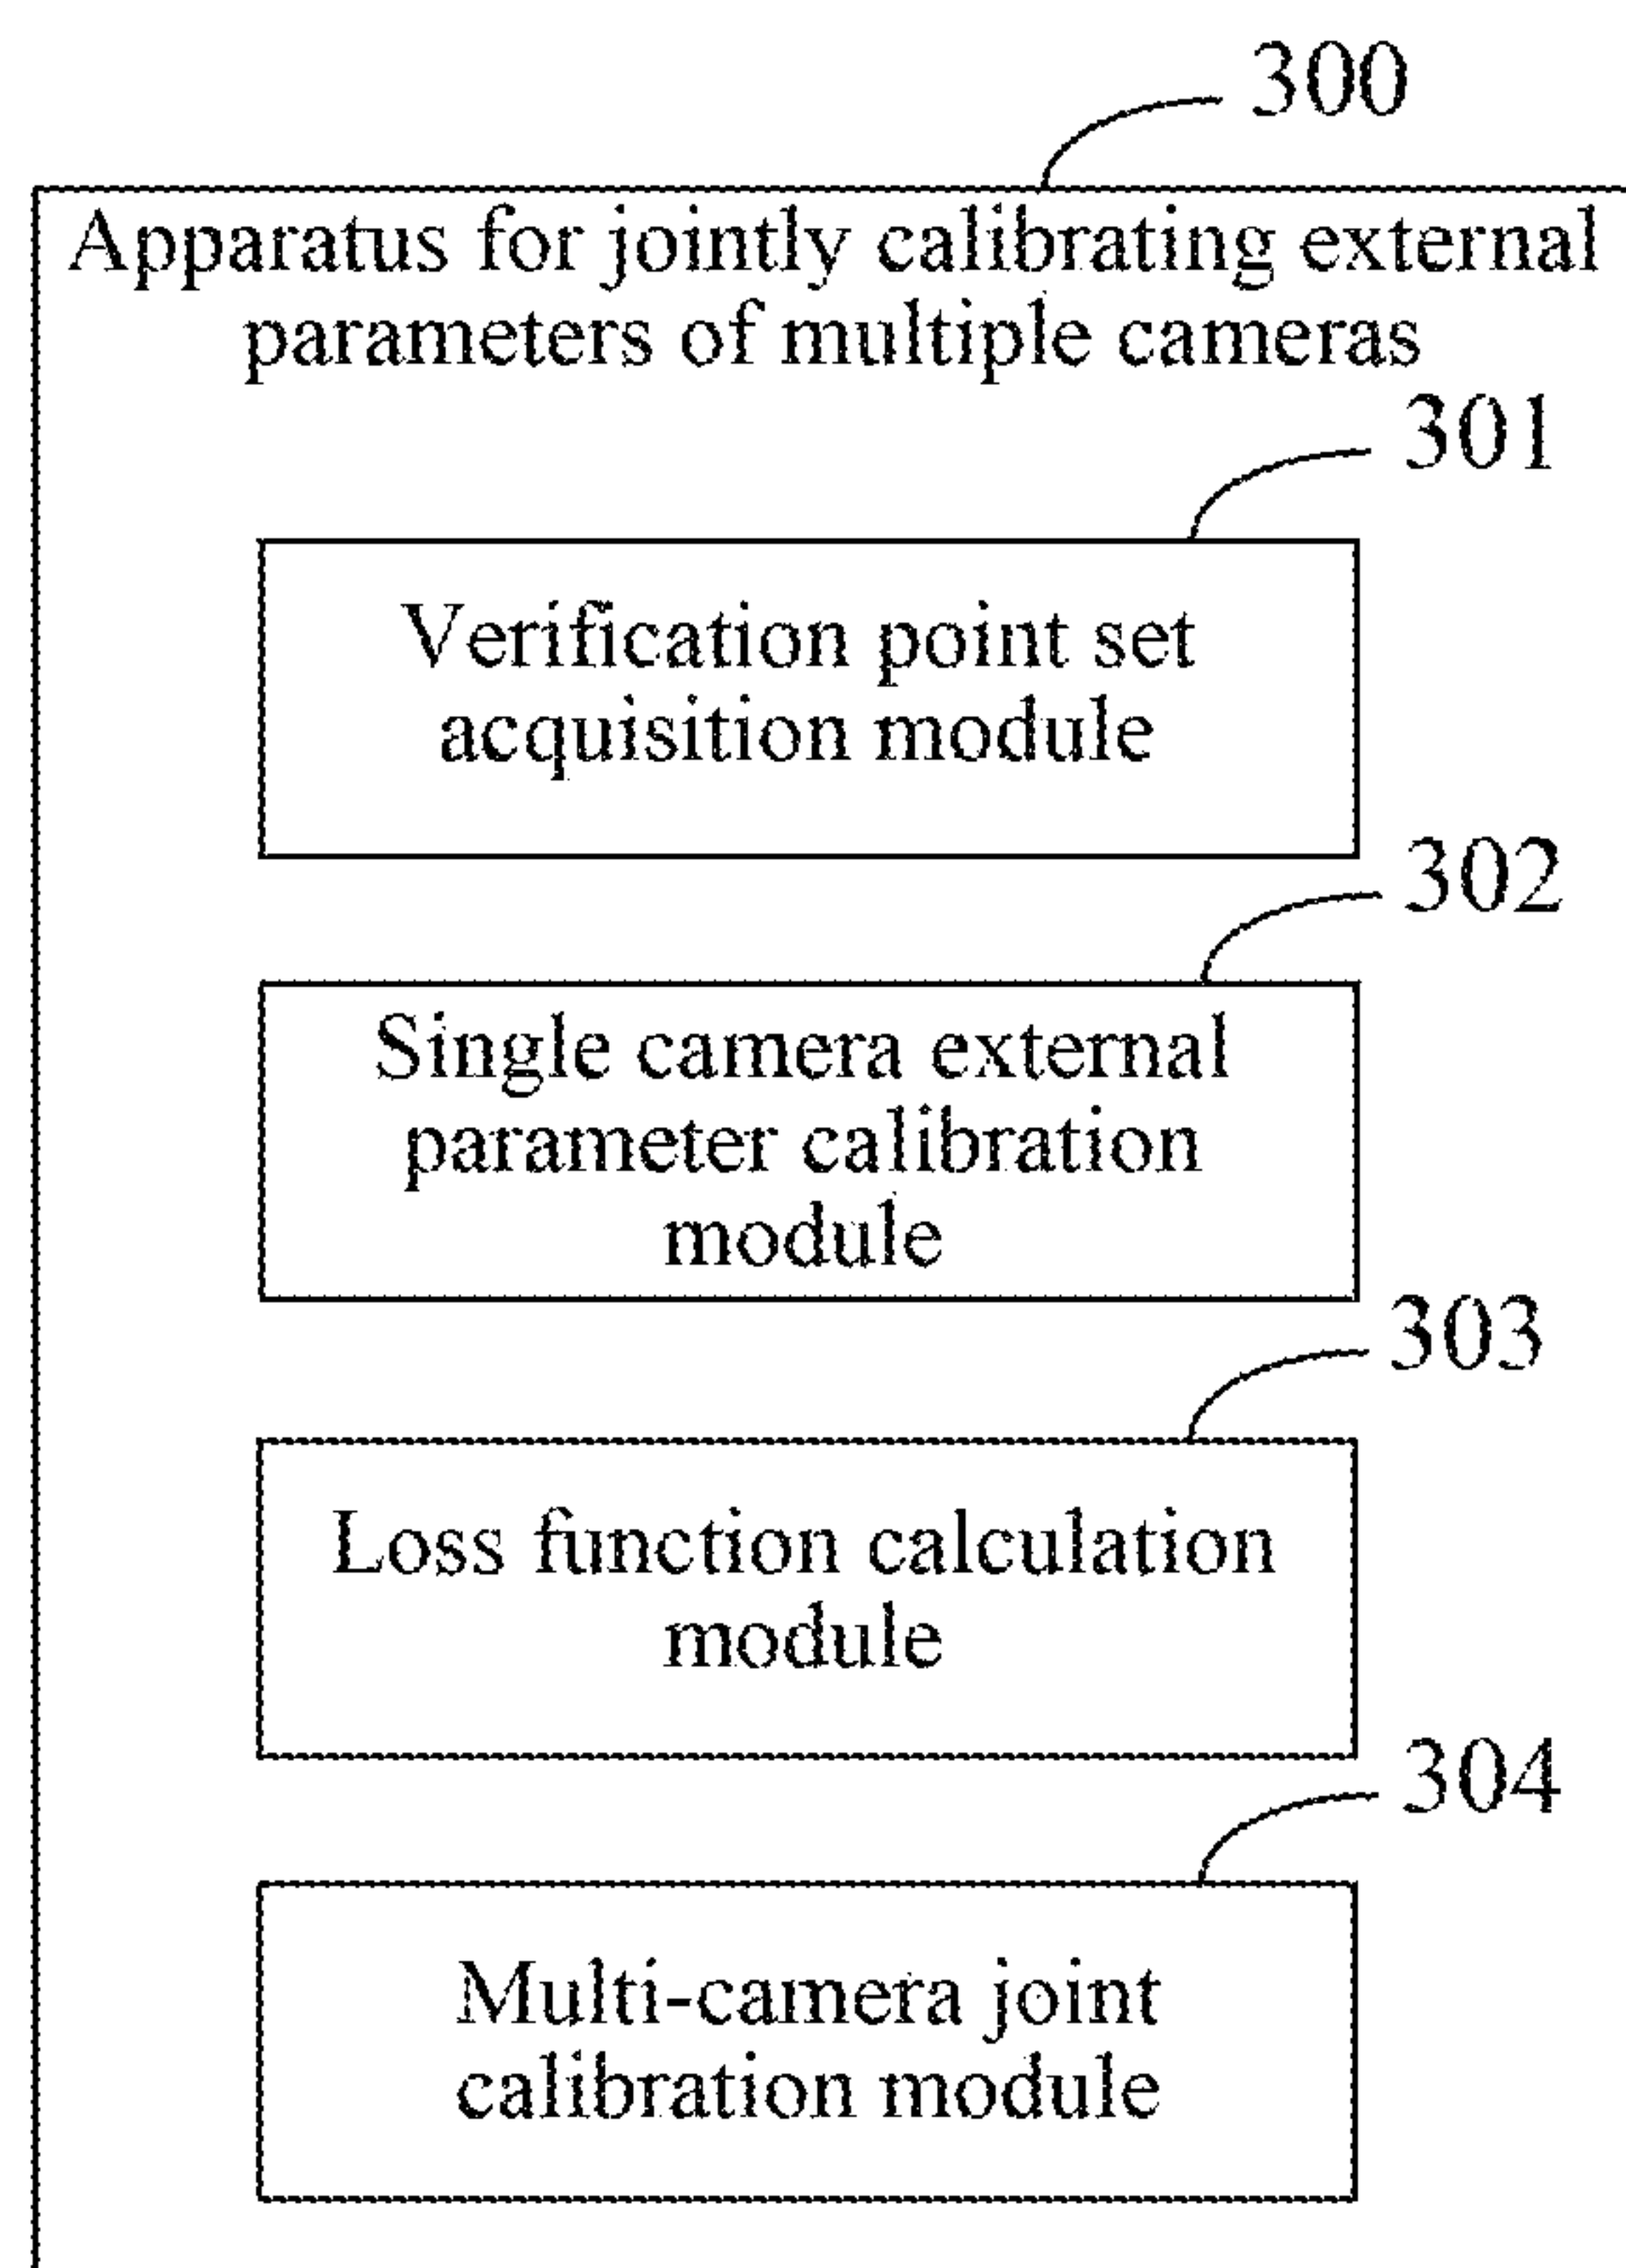 300
Apparatus for jointly calibrating external
parameters of multiple cameras
301
Verification point set
acquisition module
302
Single camera external
parameter calibration
module
303
Loss function calculation
module
304
Multi-camera joint
calibration module